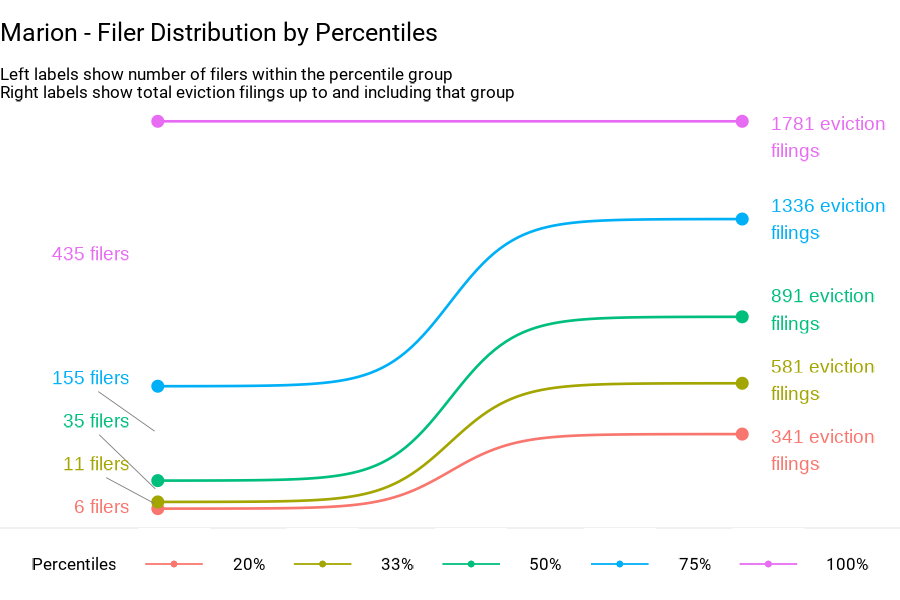 Marion - Filer Distribution by Percentiles
Left labels show number of filers within the percentile group
Right labels show total eviction filings up to and including that group
1781 eviction
filings
1336 eviction
filings
435 filers
891 eviction
filings
581 eviction
filings
155 filers
35 filers
341 eviction
filings
11 filers
6 filers
Percentiles 20% 33% 50% 75% 100%